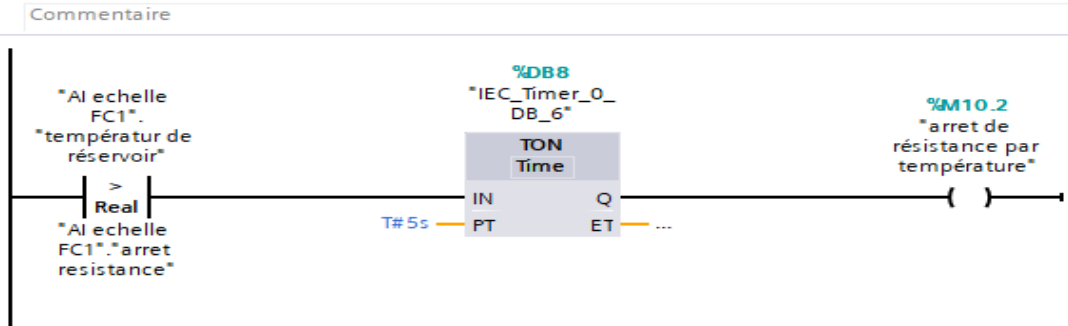 Commentaire
"AI echelle
FC1".
"températur de
réservoir"
>
Real
"AI echelle
FC1"."arret
resistance"
%DB8
"IEC_Timer_0_
DB_6"
TON
Time
IN
Q
T#5s
PT
ET
...
%M10.2
"arret de
résistance par
température"
( )